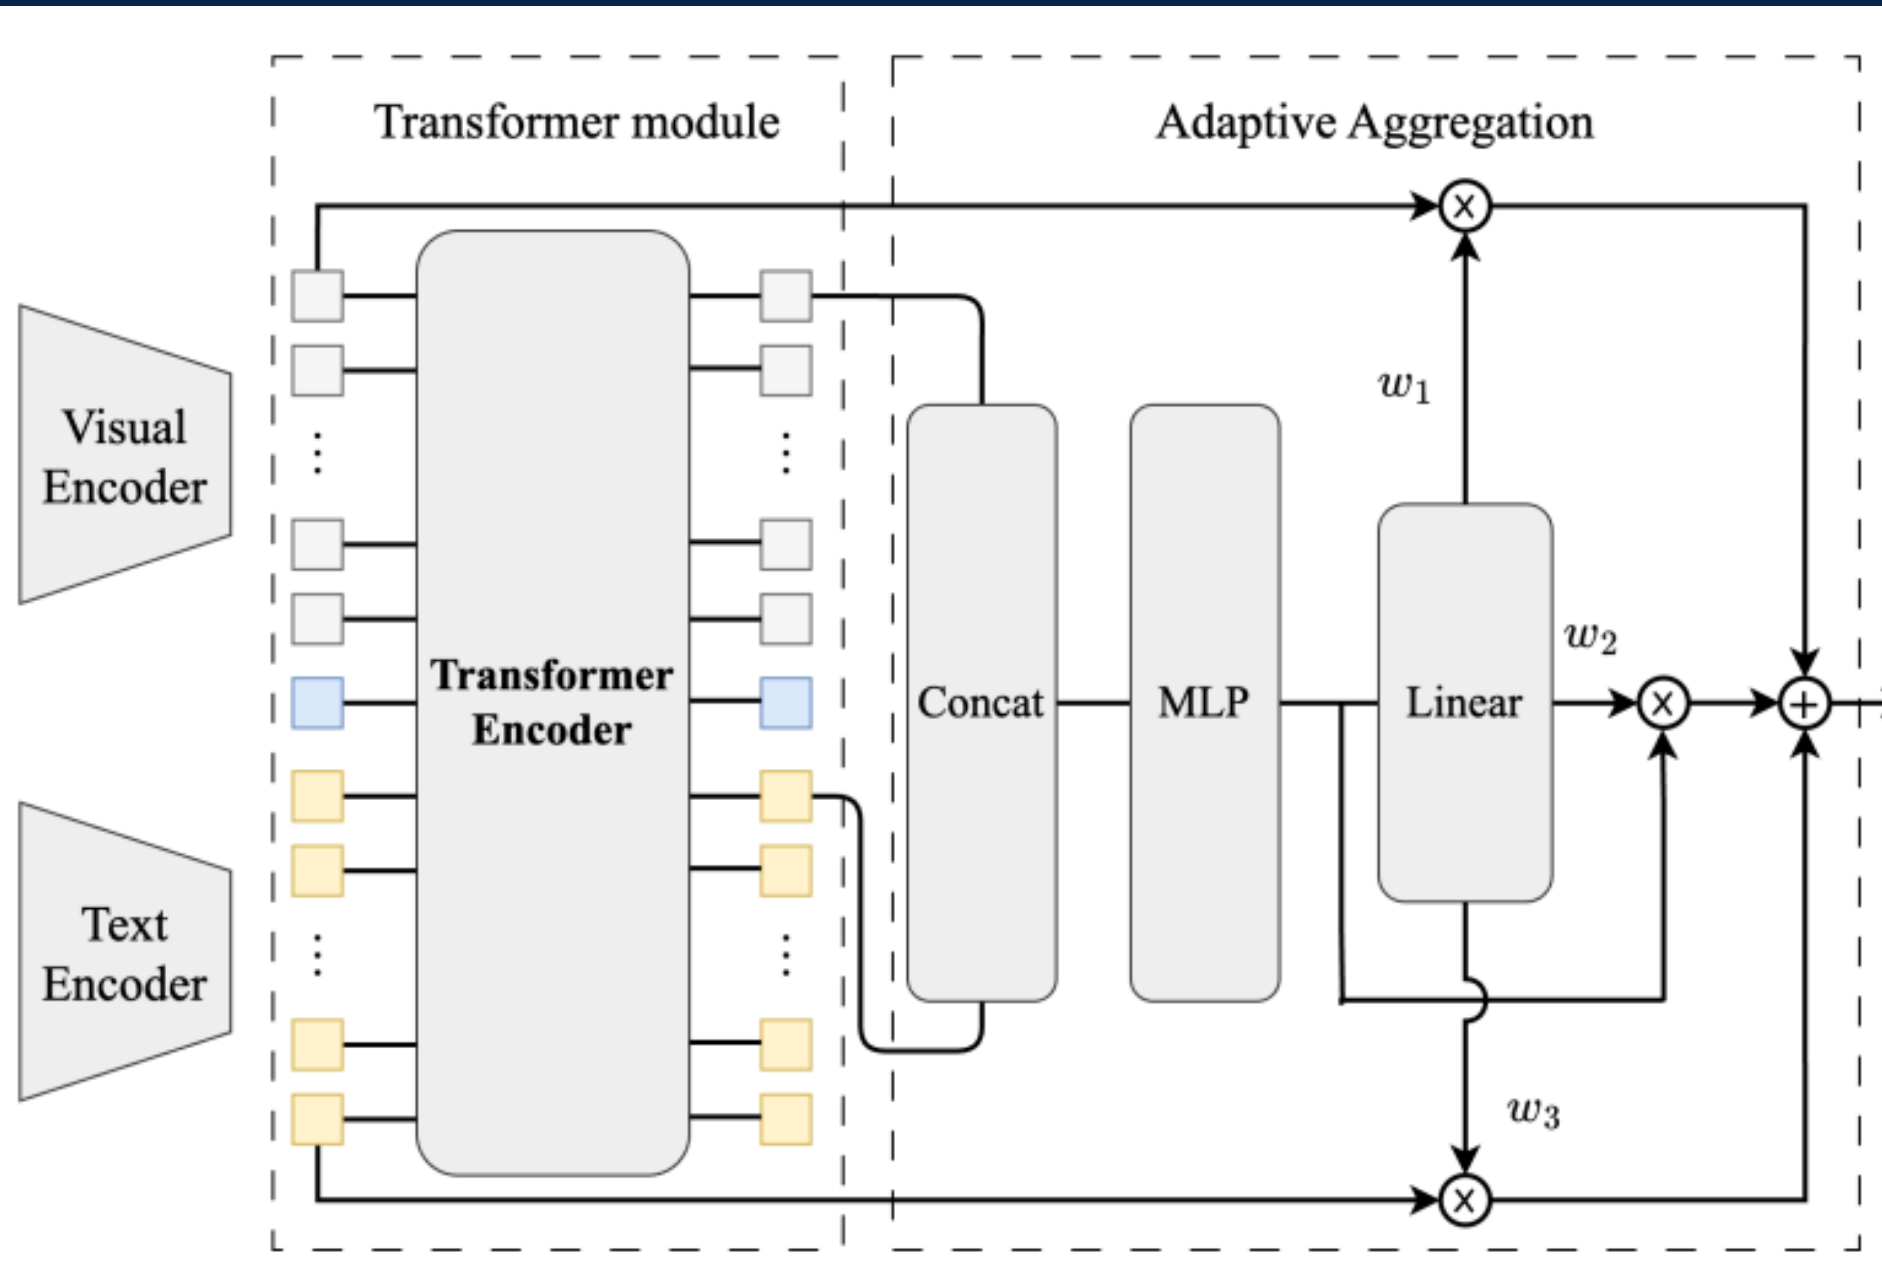 Transformer module
Adaptive Aggregation
Visual
Encoder
Transformer
Encoder
Text
Encoder
Concat
MLP
Linear
w1
w2
w3